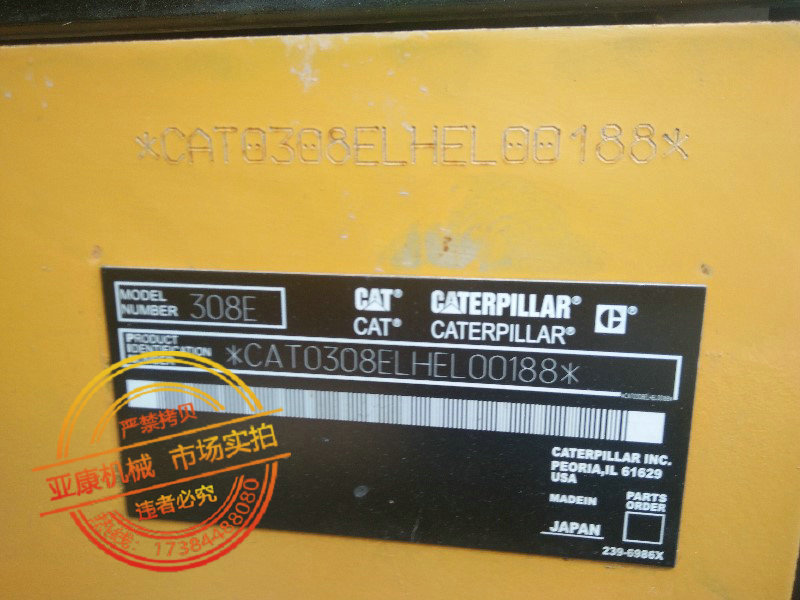 *CAT0308ELHEL00188*
MODEL NUMBER 308E
CAT® CATERPILLAR®
CAT® CATERPILLAR®
PRODUCT IDENTIFICATION
*CAT0308ELHEL00188*
*CAT0308ELHEL00188*
CATERPILLAR INC.
PEORIA,IL 61629
USA
MADEIN
JAPAN
PARTS
ORDER
239-6986X
严禁拷贝
亚康机械 市场实拍
违者必究
17384438080